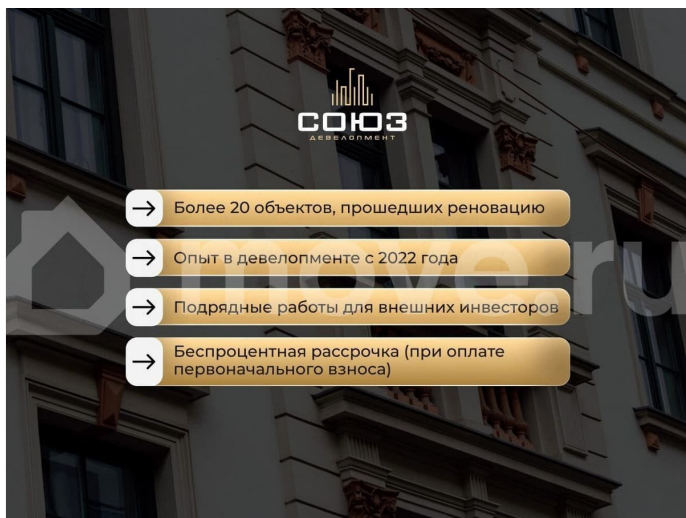 СОЮЗ
ДЕВЕЛОПМЕНТ
Более 20 объектов, прошедших реновацию
Опыт в девелопменте с 2022 года
Подрядные работы для внешних инвесторов
Беспроцентная рассрочка (при оплате
первоначального взноса)
move.ru